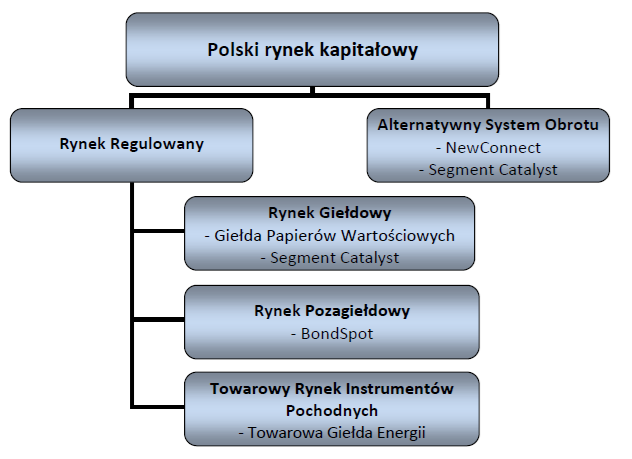 Polski rynek kapitałowy
Rynek Regulowany
Alternatywny System Obrotu
- NewConnect
- Segment Catalyst
Rynek Giełdowy
- Giełda Papierów Wartościowych
- Segment Catalyst
Rynek Pozagiełdowy
- BondSpot
Towarowy Rynek Instrumentów
Pochodnych
- Towarowa Giełda Energii